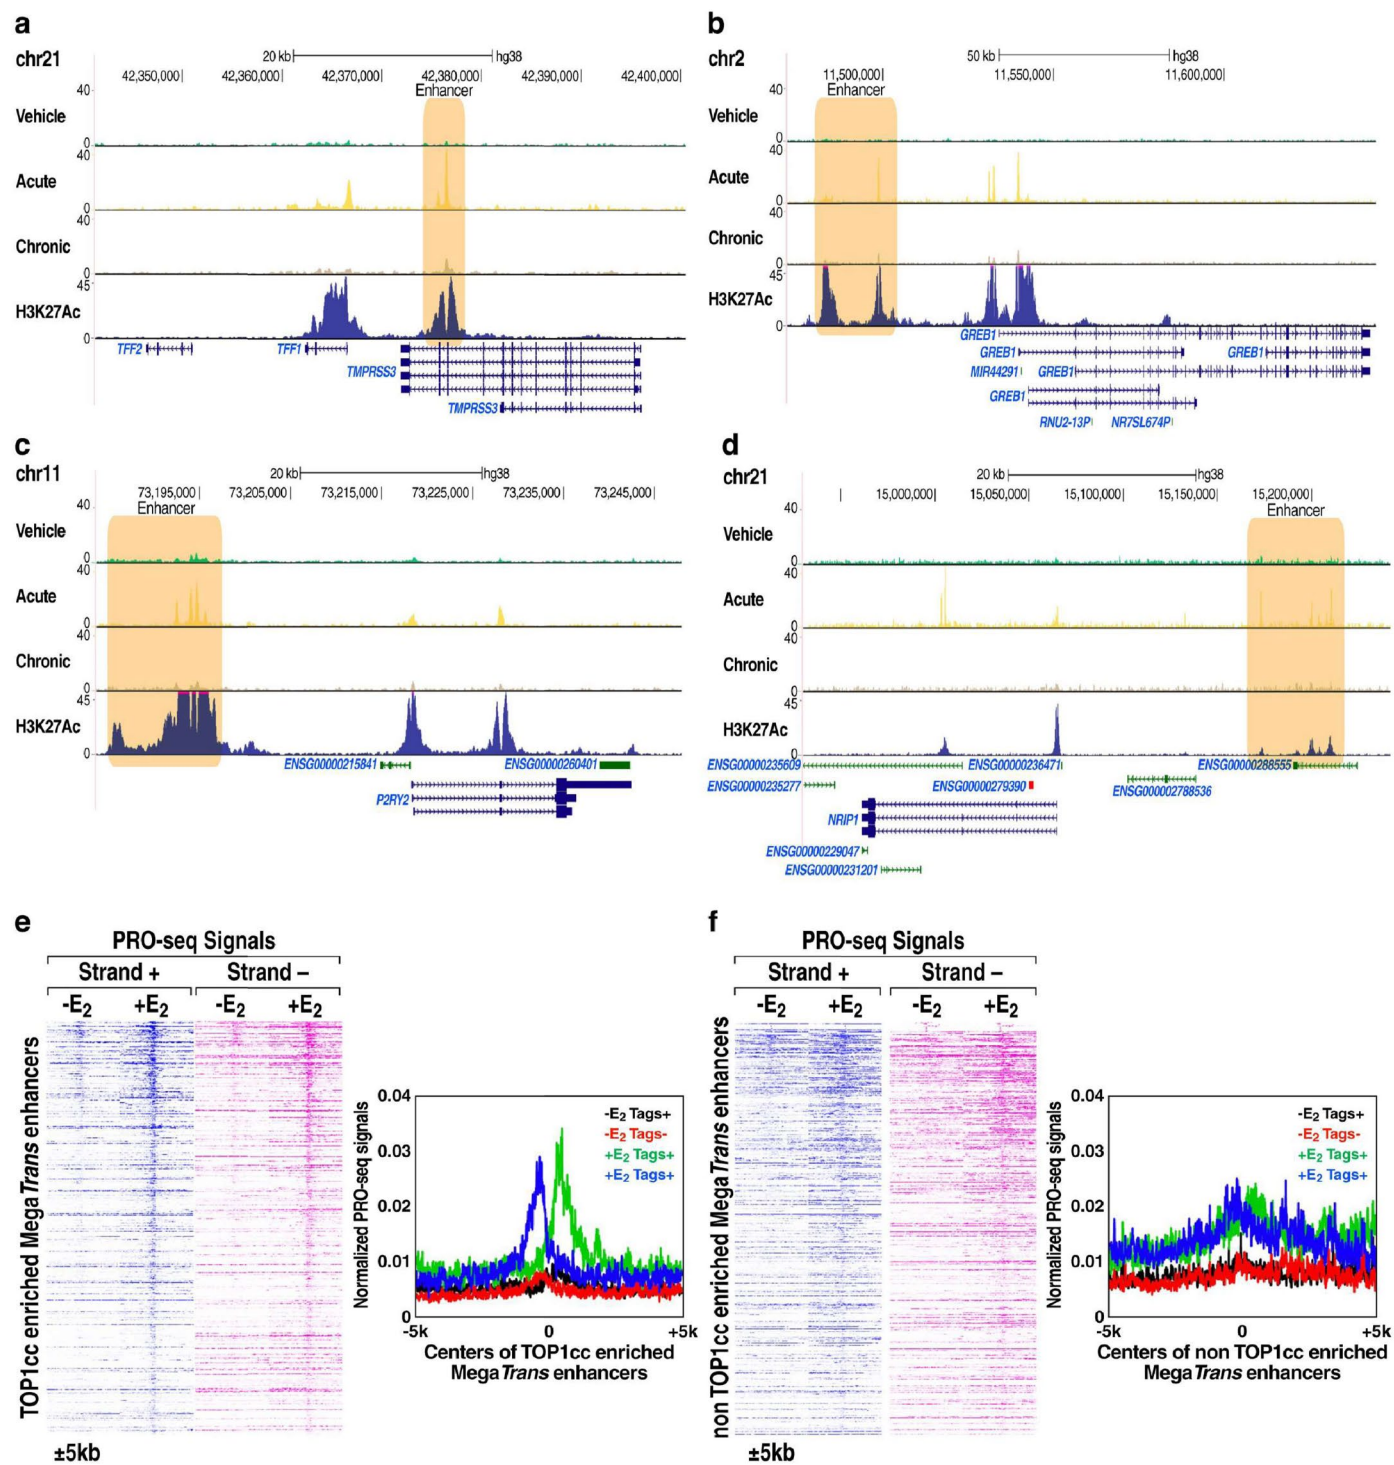 a
chr21
20 kb
hg38
42,350,000|
42,360,000|
42,370,000|
42,380,000|
42,390,000|
42,400,000|
Enhancer
40
Vehicle
0
40
Acute
0
40
Chronic
0
45
H3K27Ac
0
TFF2
TFF1
TMPRSS3
TMPRSS3
b
chr2
50 kb
hg38
11,500,000|
11,550,000|
11,600,000|
Enhancer
40
Vehicle
0
40
Acute
0
40
Chronic
0
45
H3K27Ac
0
GREB1
GREB1
GREB1
MIR44291
GREB1
GREB1
RNU2-13P
NR7SL674P
c
chr11
20 kb
hg38
73,195,000|
73,205,000|
73,215,000|
73,225,000|
73,235,000|
73,245,000|
Enhancer
40
Vehicle
0
40
Acute
0
40
Chronic
0
45
H3K27Ac
0
ENSG00000215841
ENSG00000260401
P2RY2
d
chr21
20 kb
hg38
15,000,000|
15,050,000|
15,100,000|
15,150,000|
15,200,000|
Enhancer
40
Vehicle
0
40
Acute
0
40
Chronic
0
45
H3K27Ac
0
ENSG00000235609
ENSG00000236471
ENSG00000288555
ENSG00000235277
ENSG00000279390
ENSG000002788536
NRIP1
ENSG00000229047
ENSG00000231201
e
PRO-seq Signals
Strand +
Strand –
-E2
+E2
-E2
+E2
TOP1cc enriched MegaTrans enhancers
±5kb
Normalized PRO-seq signals
0.04
0.03
0.02
0.01
0
-E2 Tags+
-E2 Tags-
+E2 Tags+
+E2 Tags+
-5k
0
+5k
Centers of TOP1cc enriched
MegaTrans enhancers
f
PRO-seq Signals
Strand +
Strand –
-E2
+E2
-E2
+E2
non TOP1cc enriched MegaTrans enhancers
±5kb
Normalized PRO-seq signals
0.04
0.03
0.02
0.01
0
-E2 Tags+
-E2 Tags-
+E2 Tags+
+E2 Tags+
-5k
0
+5k
Centers of non TOP1cc enriched
MegaTrans enhancers